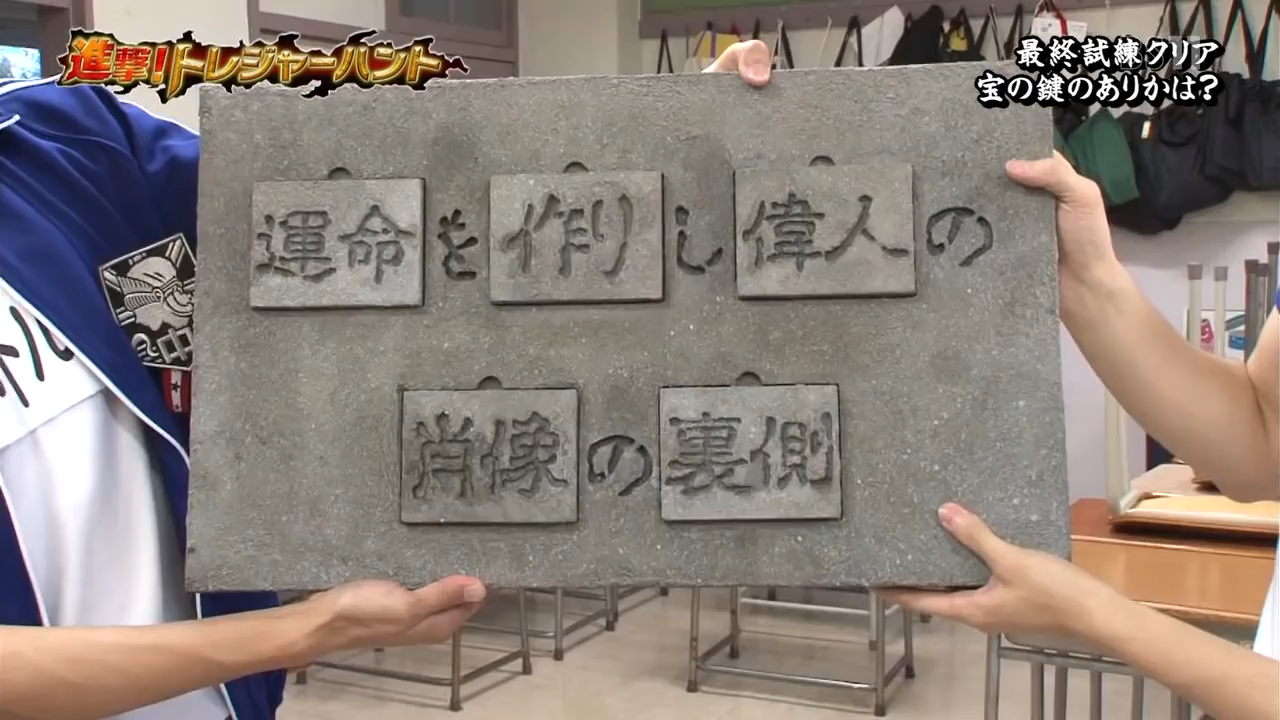 進撃!トレジャーハント
最終試練クリア
宝の鍵のありかは?
運命を作りし偉人の
肖像の裏側
中